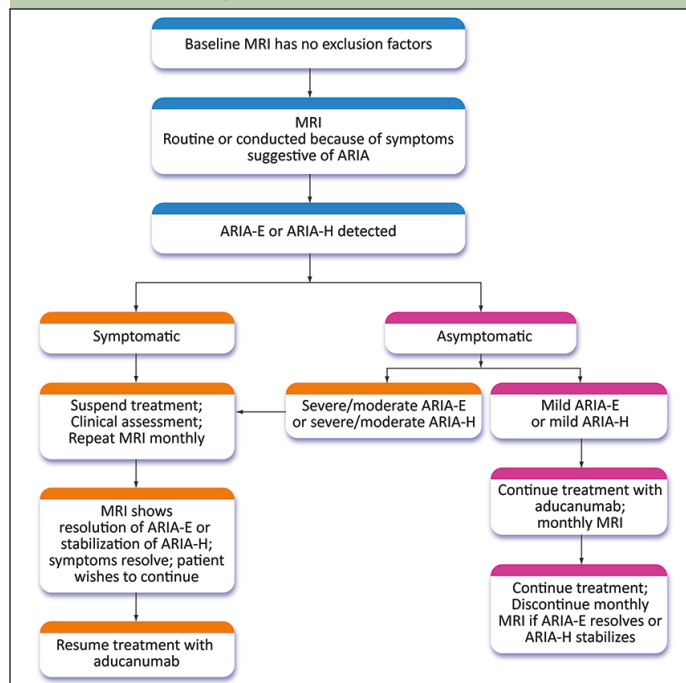 Baseline MRI has no exclusion factors
MRI
Routine or conducted because of symptoms
suggestive of ARIA
ARIA-E or ARIA-H detected
Symptomatic
Asymptomatic
Suspend treatment;
Clinical assessment;
Repeat MRI monthly
Severe/moderate ARIA-E
or severe/moderate ARIA-H
Mild ARIA-E
or mild ARIA-H
MRI shows
resolution of ARIA-E or
stabilization of ARIA-H;
symptoms resolve; patient
wishes to continue
Continue treatment with
aducanumab;
monthly MRI
Resume treatment with
aducanumab
Continue treatment;
Discontinue monthly
MRI if ARIA-E resolves or
ARIA-H stabilizes